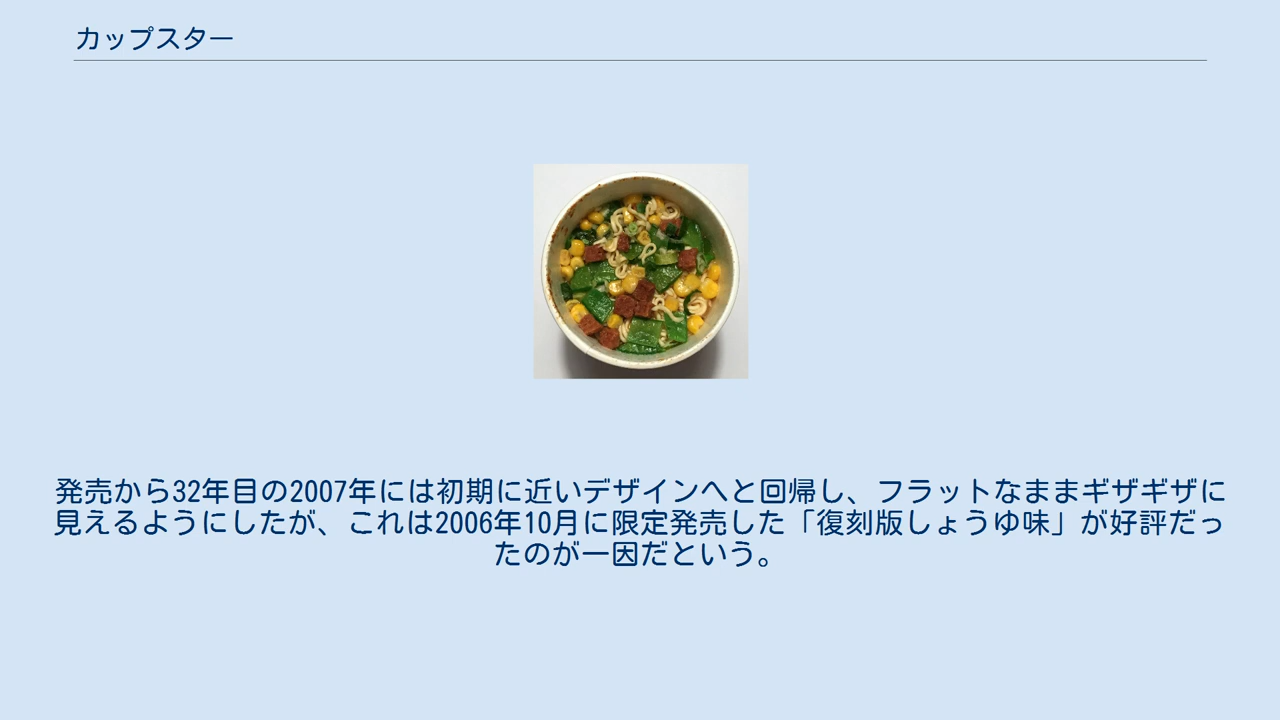 カップスター
発売から32年目の2007年には初期に近いデザインへと回帰し、フラットなままギザギザに
見えるようにしたが、これは2006年10月に限定発売した「復刻版しょうゆ味」が好評だっ
たのが一因だという。